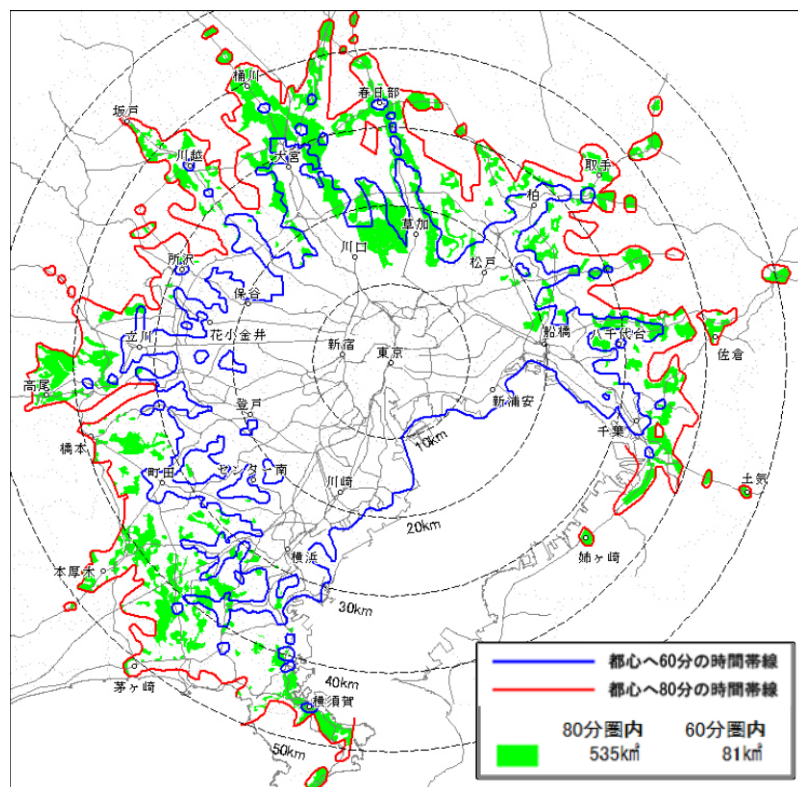 桶川
春日部
坂戸
川越
大宮
取手
柏
草加
川口
松戸
所沢
保谷
立川
花小金井
新宿
東京
船橋
八千代台
佐倉
高尾
登戸
新浦安
千葉
橋本
10km
町田
センター南
川崎
土気
20km
横浜
姉ヶ崎
本厚木
30km
茅ヶ崎
40km
横須賀
50km
都心へ60分の時間帯線
都心へ80分の時間帯線
80分圏内 60分圏内
535k㎡ 81k㎡